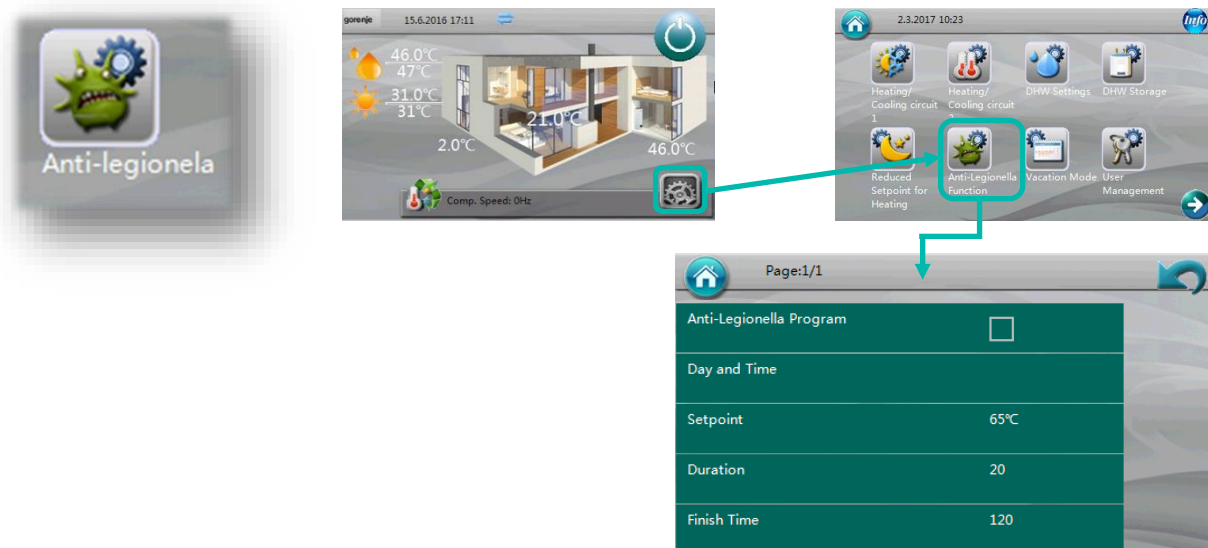 Anti-legionela
gorenje 15.6.2016 17:11
46.0°C
47°C
31.0°C
31°C
21.0°C
2.0°C
46.0°C
Comp. Speed: 0Hz
2.3.2017 10:23
Info
Heating/
Cooling circuit
1
Heating/
Cooling circuit
2
DHW Settings
DHW Storage
Reduced
Setpoint for
Heating
Anti-Legionella
Function
Vacation Mode
User
Management
Page:1/1
Anti-Legionella Program
Day and Time
Setpoint 65℃
Duration 20
Finish Time 120